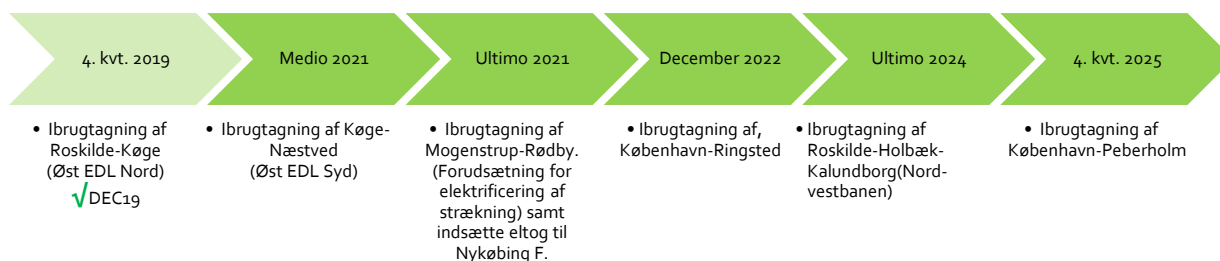 4. kvt. 2019
Medio 2021
Ultimo 2021
December 2022
Ultimo 2024
4. kvt. 2025
• Ibrugtagning af
Roskilde-Køge
(Øst EDL Nord)
√DEC19
• Ibrugtagning af Køge-
Næstved
(Øst EDL Syd)
• Ibrugtagning af
Mogenstrup-Rødby.
(Forudsætning for
elektrificering af
strækning) samt
indsætte eltog til
Nykøbing F.
• Ibrugtagning af,
København-Ringsted
• Ibrugtagning af
Roskilde-Holbæk-
Kalundborg(Nord-
vestbanen)
• Ibrugtagning af
København-Peberholm